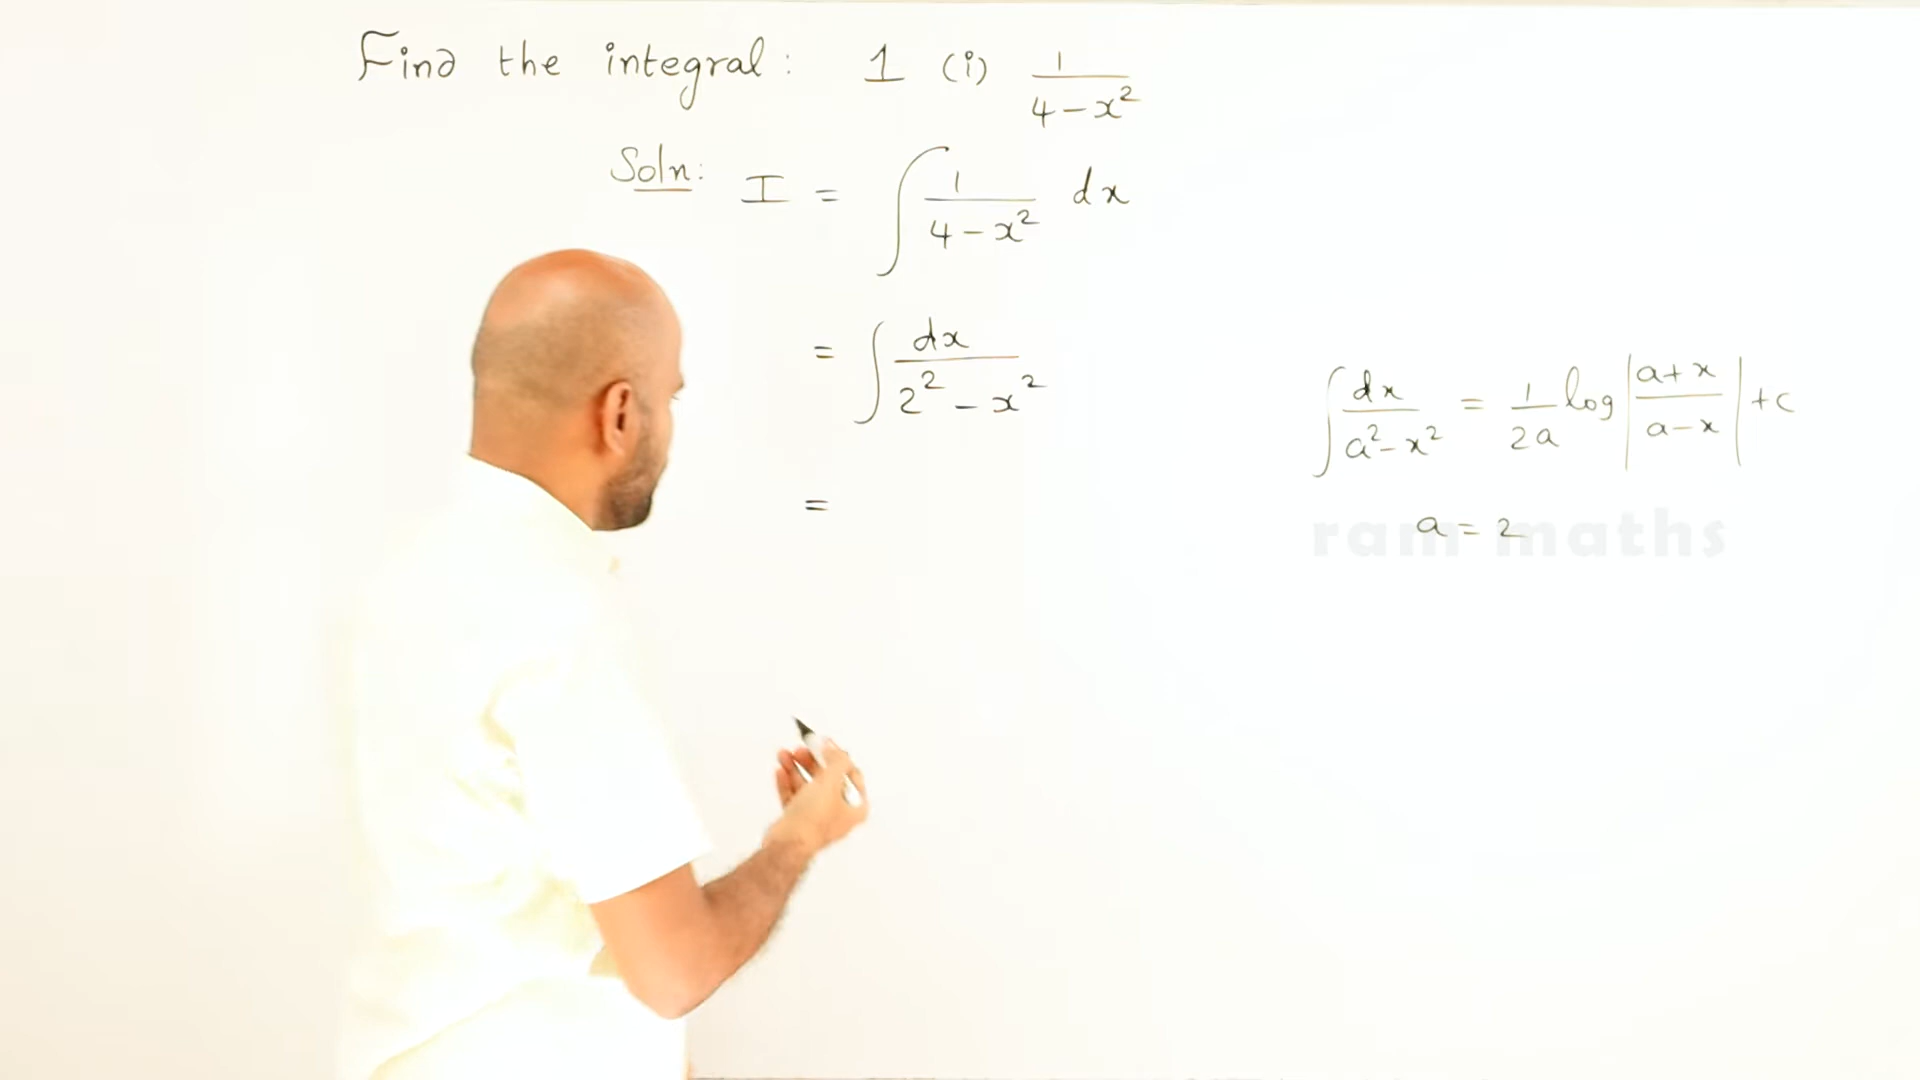 Find the integral: 1 (i) 1/(4-x²)
Soln: I = ∫ 1/(4-x²) dx
= ∫ dx/(2²-x²)
=
∫ dx/(a²-x²) = 1/2a log |(a+x)/(a-x)| +c
a = 2
ram maths